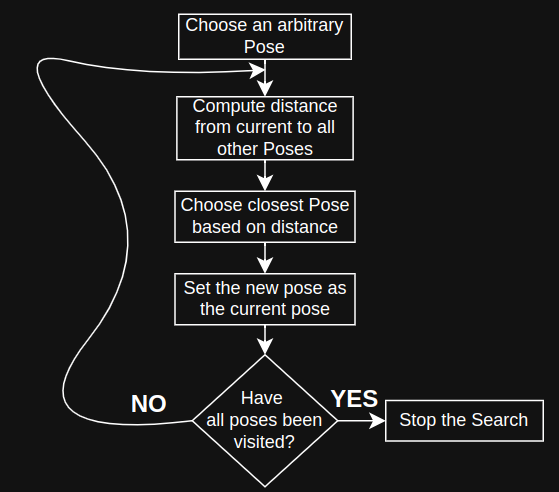 Choose an arbitrary
Pose
Compute distance
from current to all
other Poses
Choose closest Pose
based on distance
Set the new pose as
the current pose
Have
all poses been
visited?
NO
YES
Stop the Search